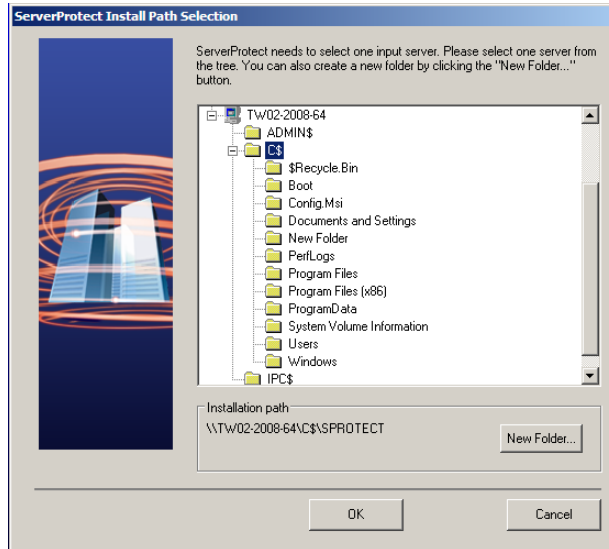 ServerProtect Install Path Selection
ServerProtect needs to select one input server. Please select one server from
the tree. You can also create a new folder by clicking the "New Folder..."
button.
TW02-2008-64
ADMIN$
C$
$Recycle.Bin
Boot
Config.Msi
Documents and Settings
New Folder
PerfLogs
Program Files
Program Files (x86)
ProgramData
System Volume Information
Users
Windows
IPC$
Installation path
\\TW02-2008-64\C$\SPROTECT
New Folder...
OK
Cancel